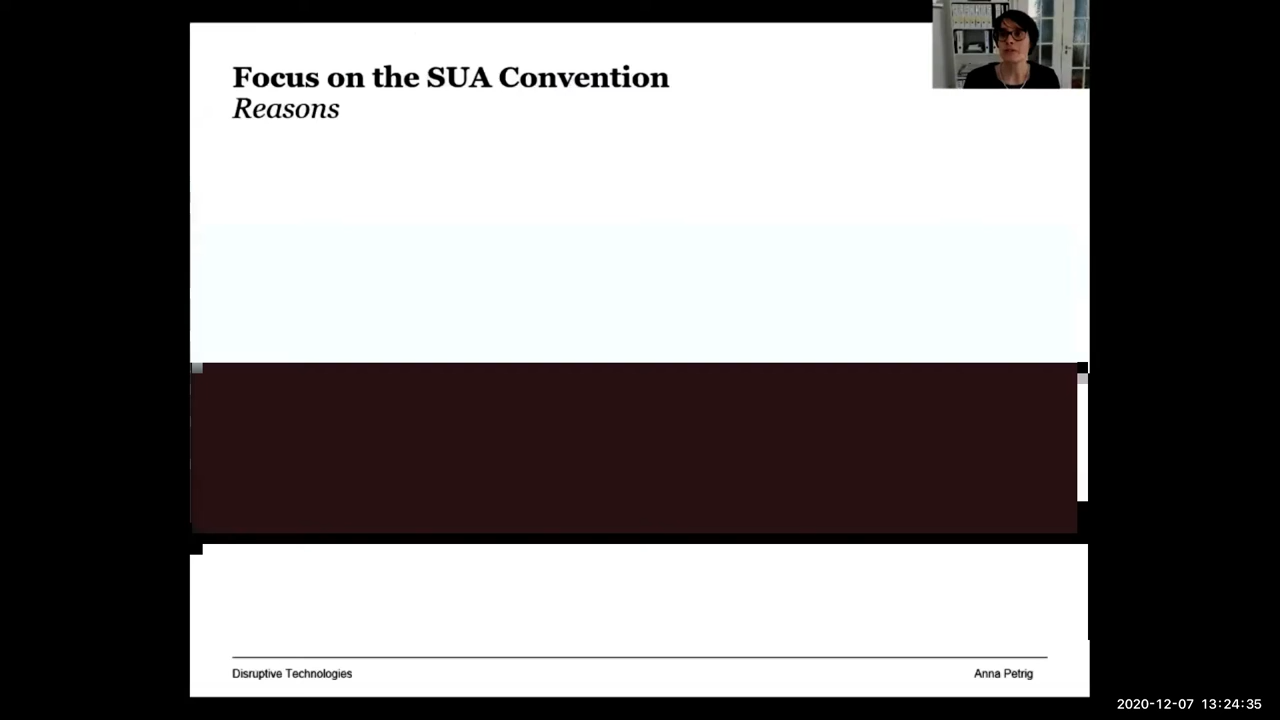 Focus on the SUA Convention
Reasons
Disruptive Technologies
Anna Petrig
2020-12-07 13:24:35